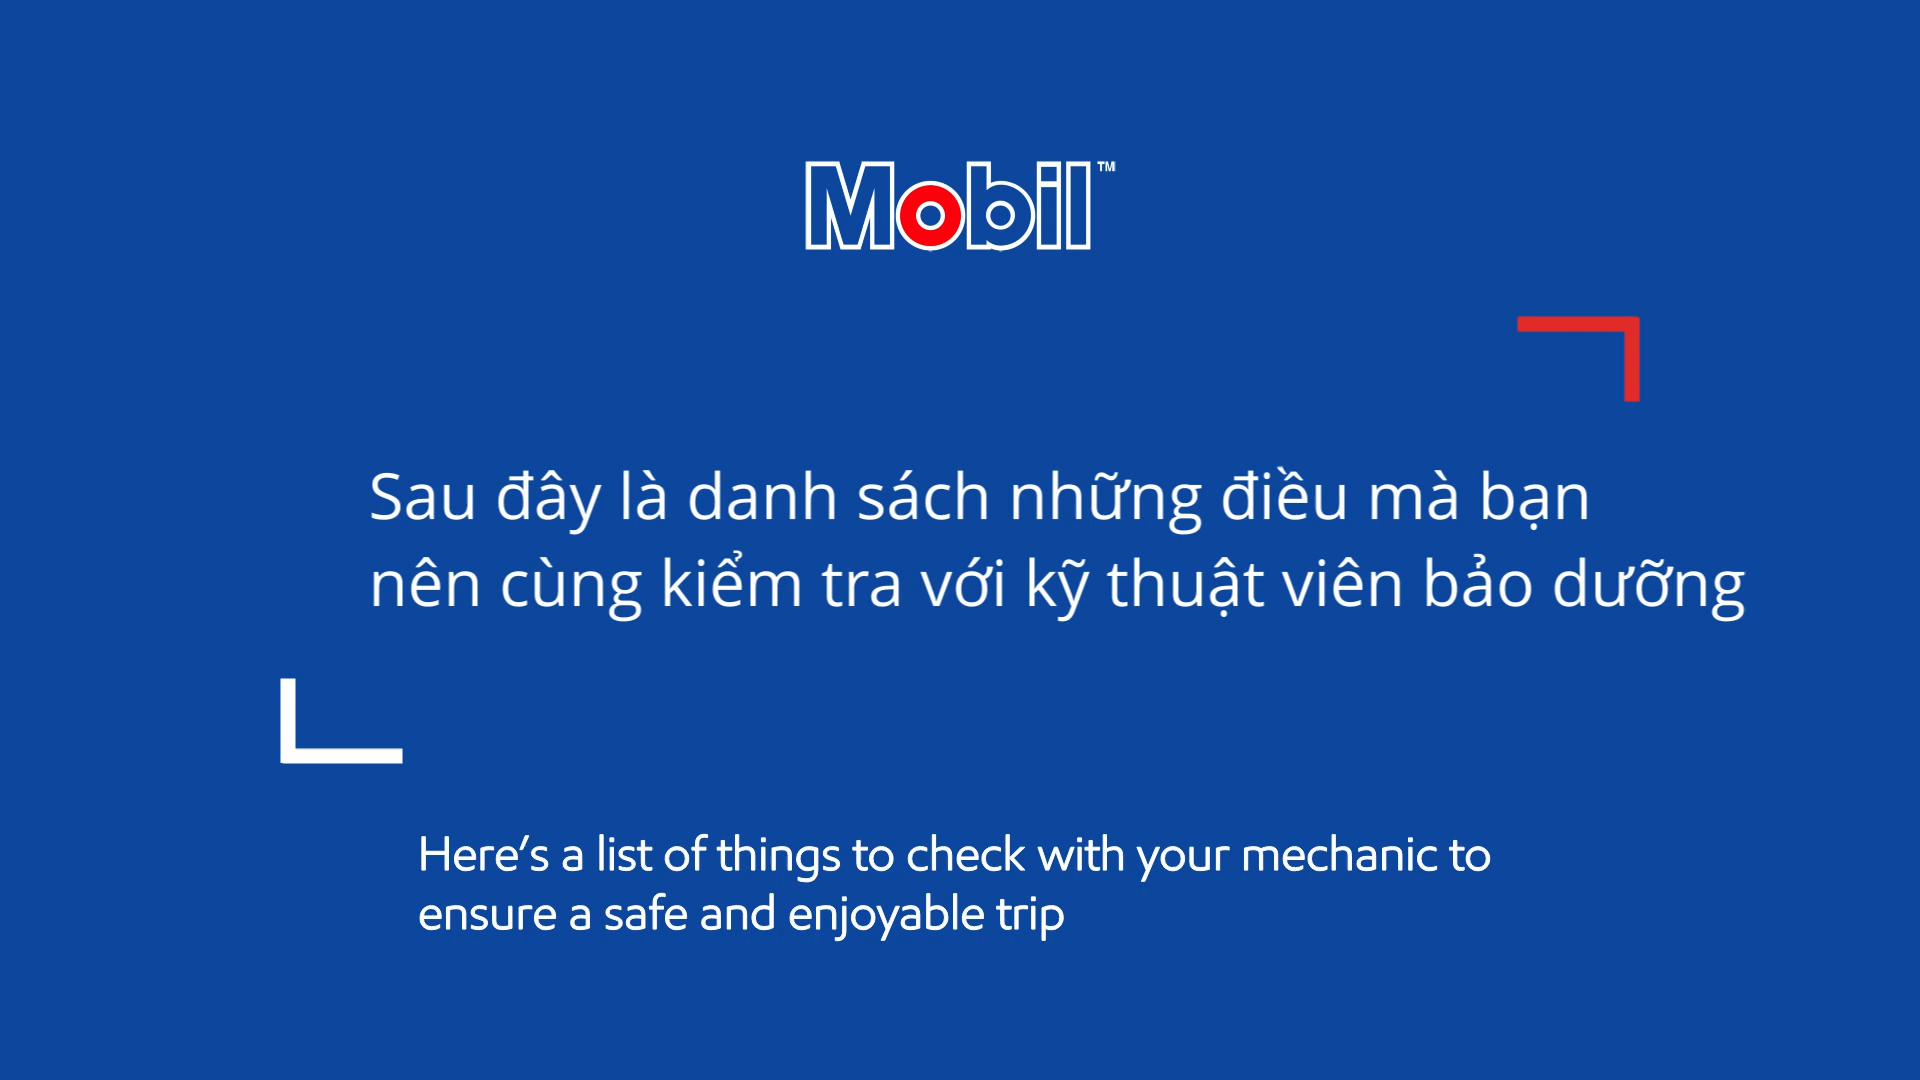 Mobil™
Sau đây là danh sách những điều mà bạn
nên cùng kiểm tra với kỹ thuật viên bảo dưỡng
Here's a list of things to check with your mechanic to
ensure a safe and enjoyable trip